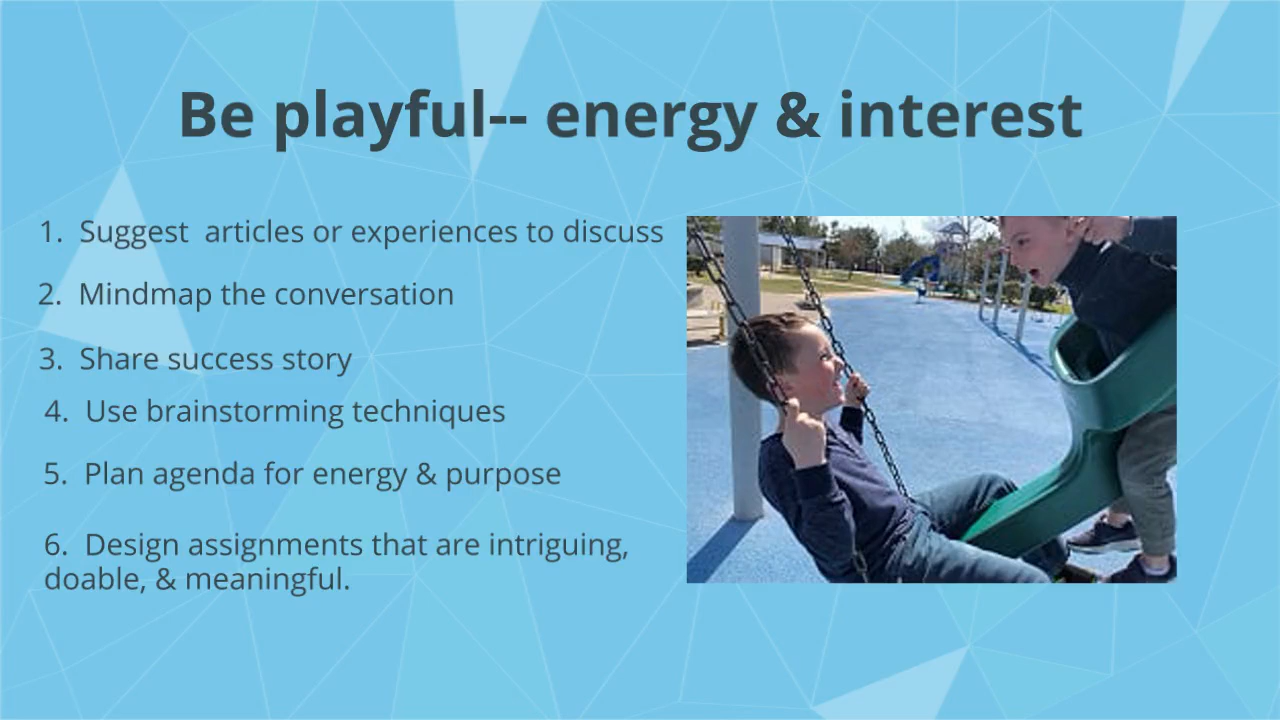 Be playful-- energy & interest
1. Suggest  articles or experiences to discuss
2. Mindmap the conversation
3. Share success story
4. Use brainstorming techniques
5. Plan agenda for energy & purpose
6. Design assignments that are intriguing,
doable, & meaningful.